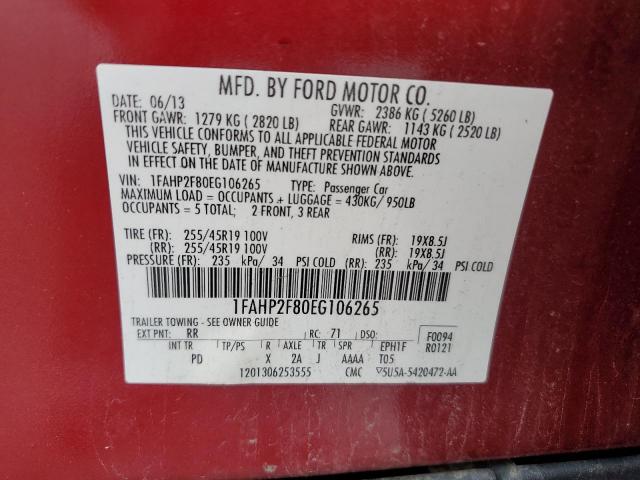 MFD. BY FORD MOTOR CO.
DATE: 06/13 GVWR: 2386 KG ( 5260 LB)
FRONT GAWR: 1279 KG ( 2820 LB) REAR GAWR: 1143 KG ( 2520 LB)
THIS VEHICLE CONFORMS TO ALL APPLICABLE FEDERAL MOTOR
VEHICLE SAFETY, BUMPER, AND THEFT PREVENTION STANDARDS
IN EFFECT ON THE DATE OF MANUFACTURE SHOWN ABOVE.
VIN: 1FAHP2F80EG106265 TYPE: Passenger Car
MAXIMUM LOAD = OCCUPANTS + LUGGAGE = 430KG/ 950LB
OCCUPANTS = 5 TOTAL; 2 FRONT, 3 REAR
TIRE (FR): 255/45R19 100V RIMS (FR): 19X8.5J
(RR): 255/45R19 100V (RR): 19X8.5J
PRESSURE (FR): 235 kPa/ 34 PSI COLD (RR): 235 kPa/ 34 PSI COLD
1FAHP2F80EG106265
TRAILER TOWING - SEE OWNER GUIDE
EXT PNT: RR RC: 71 DSO: F0094
INT TR TP/PS R AXLE TR SPR EPH1F R0121
PD X 2A J AAAA T05
1201306253555 CMC 5U5A-5420472-AA